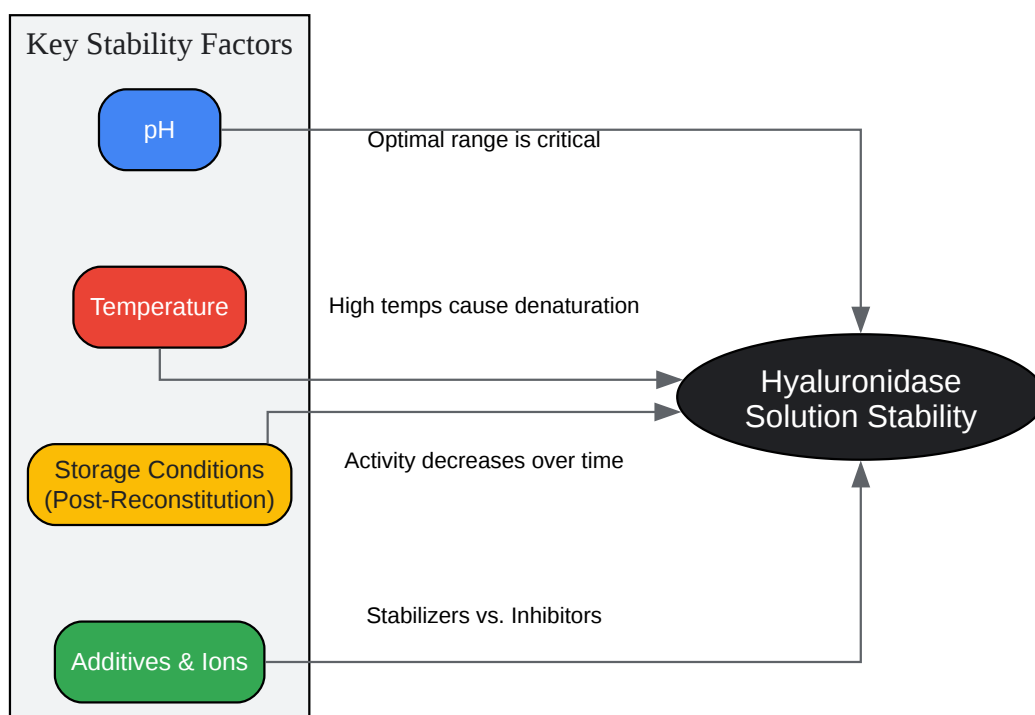 Key Stability Factors
pH
Optimal range is critical
Temperature
High temps cause denaturation
Hyaluronidase
Solution Stability
Storage Conditions
(Post-Reconstitution)
Activity decreases over time
Stabilizers vs. Inhibitors
Additives & Ions